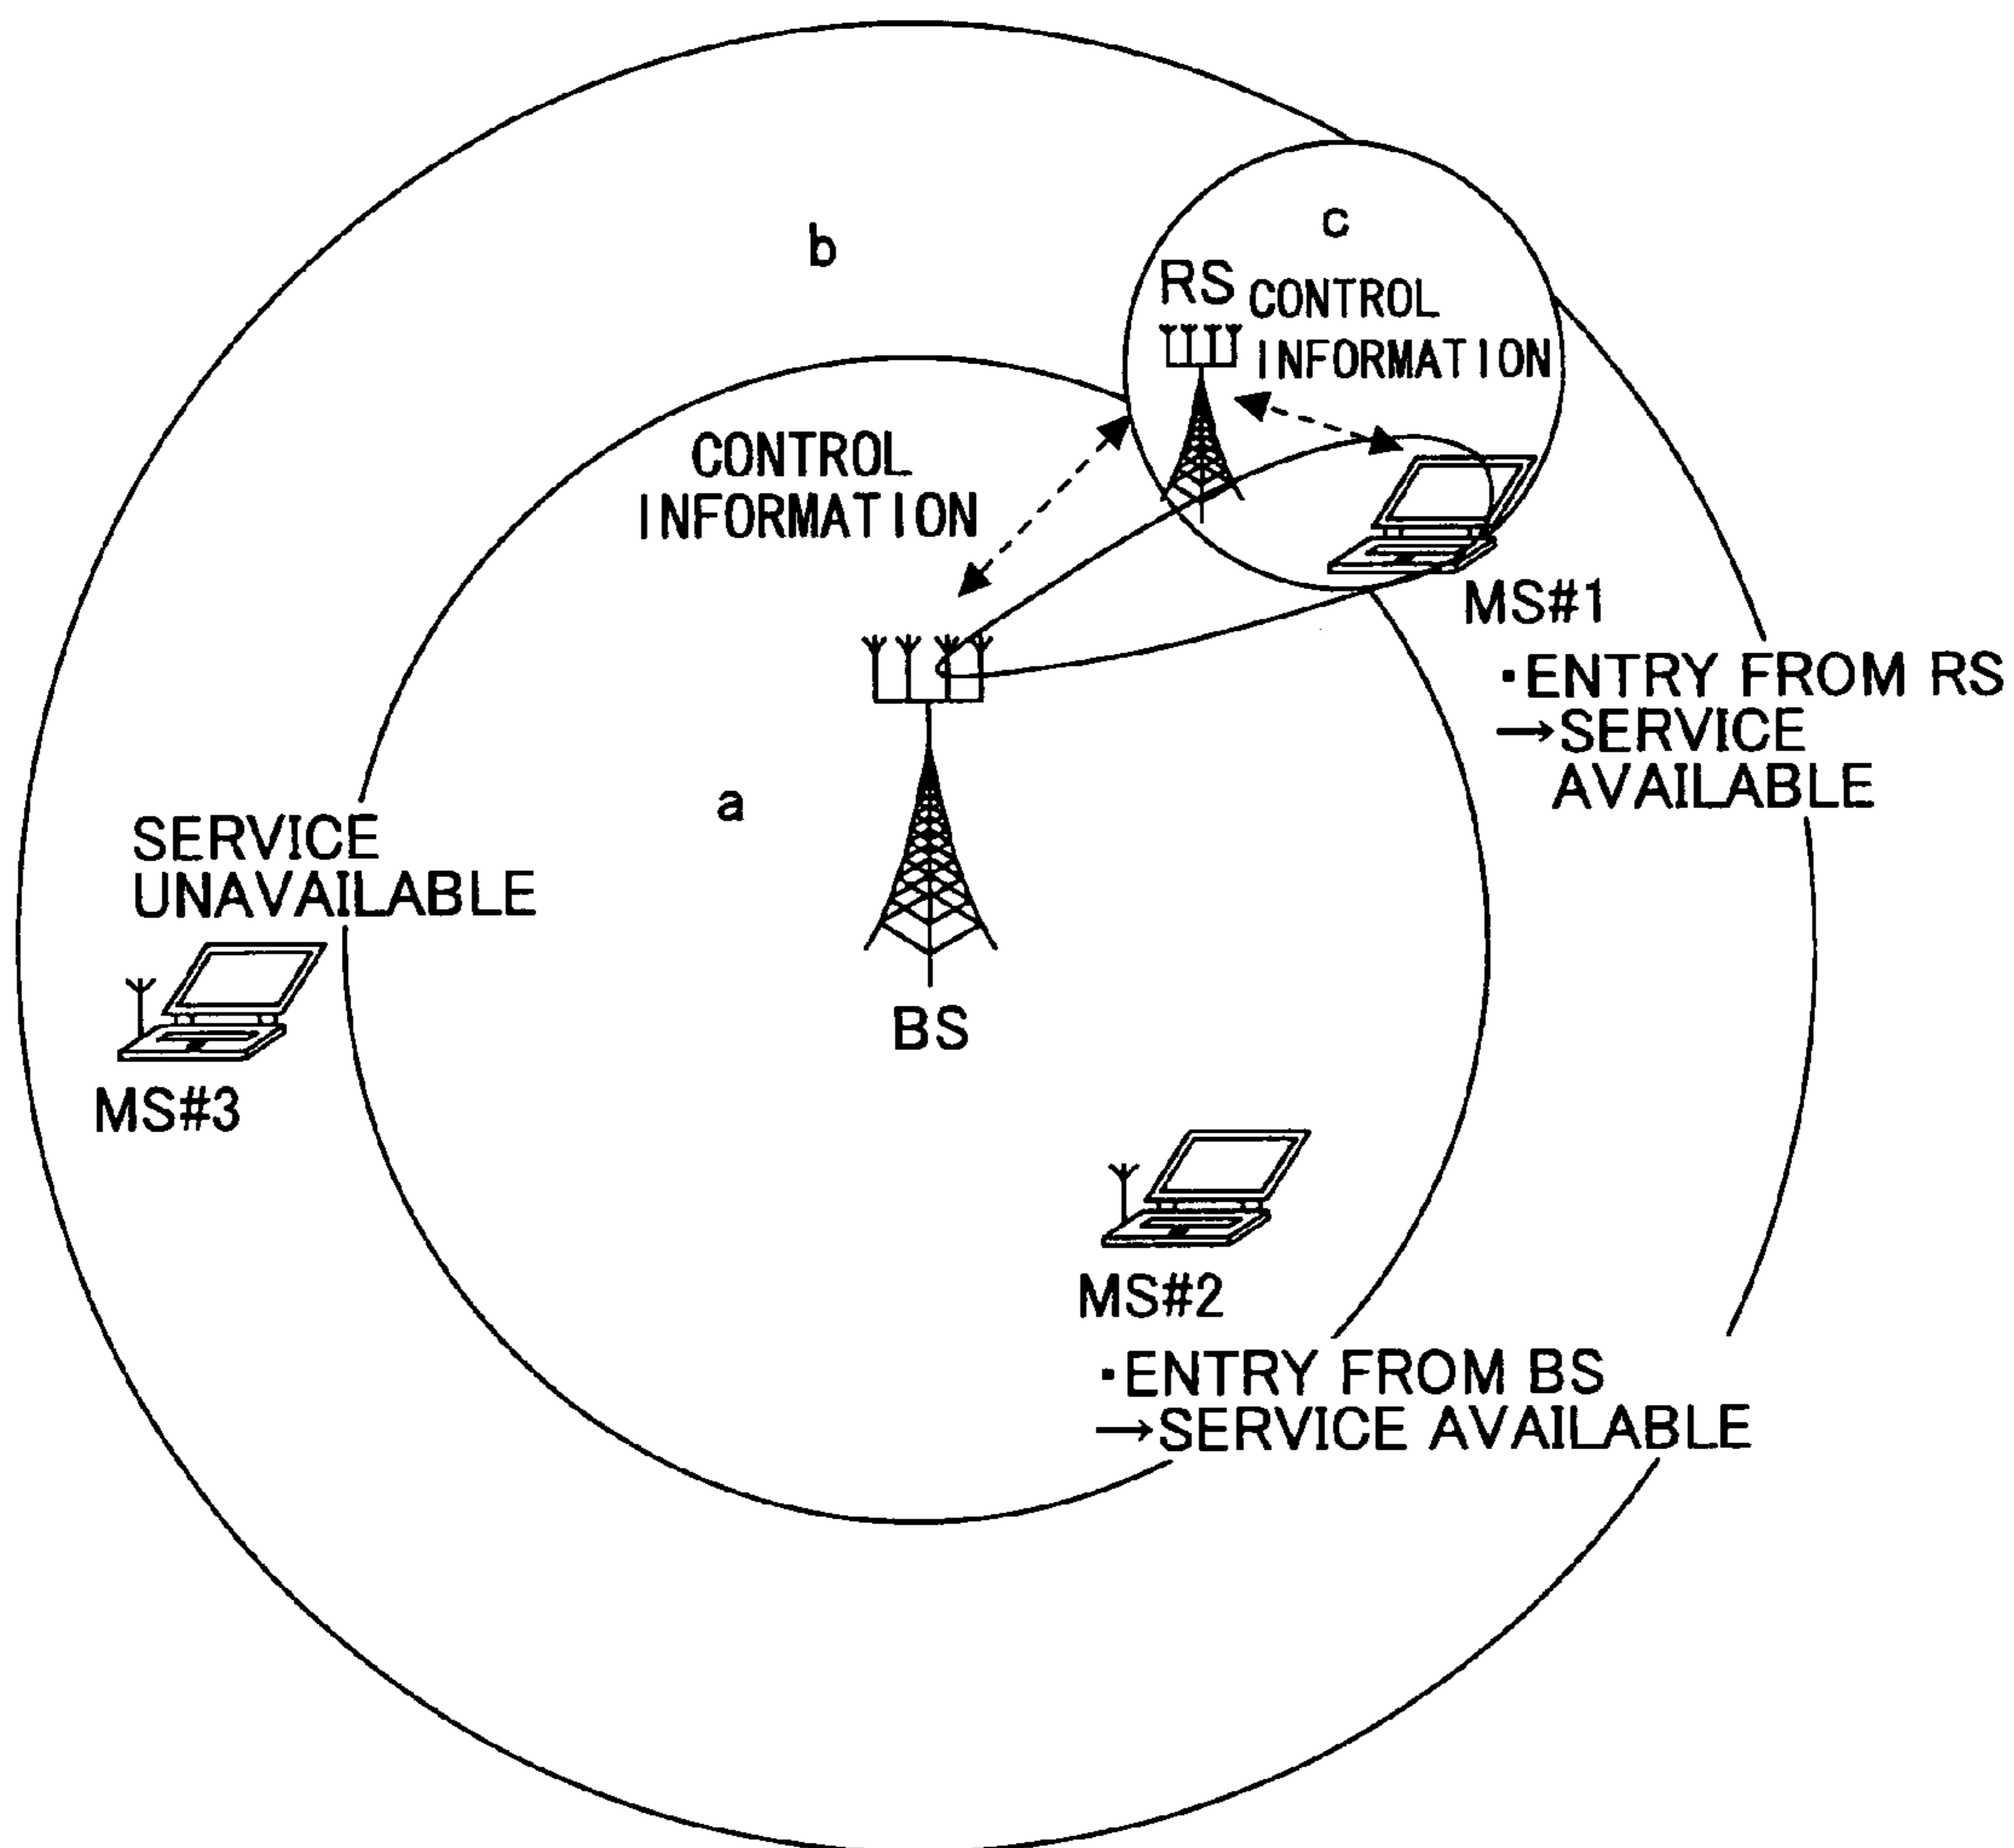 b
c
RS
CONTROL
INFORMATION
CONTROL
INFORMATION
MS#1
・ENTRY FROM RS
→SERVICE
AVAILABLE
a
SERVICE
UNAVAILABLE
BS
MS#3
MS#2
・ENTRY FROM BS
→SERVICE AVAILABLE